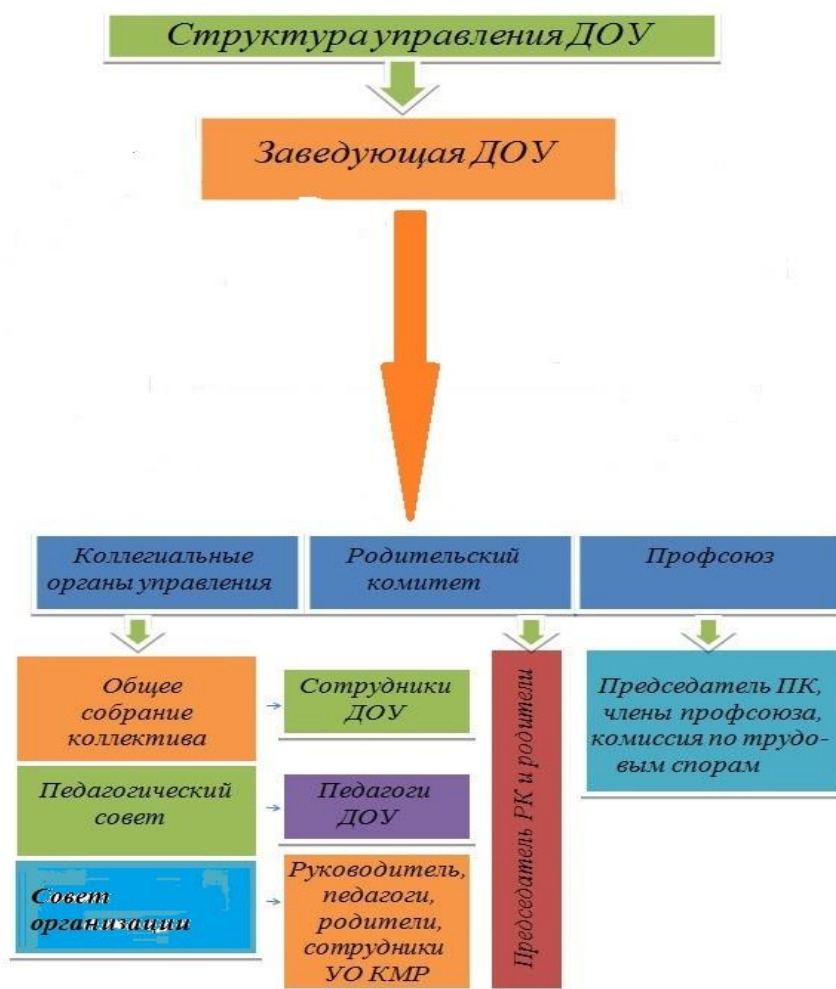 Структура управления ДОУ
Заведующая ДОУ
Коллегиальные
органы управления
Родительский
комитет
Профсоюз
Общее
собрание
коллектива
Сотрудники
ДОУ
Педагогический
совет
Педагоги
ДОУ
Совет
организации
Руководитель,
педагоги,
родители,
сотрудники
УО КМР
Председатель РК и родители
Председатель ПК,
члены профсоюза,
комиссия по трудо-
вым спорам